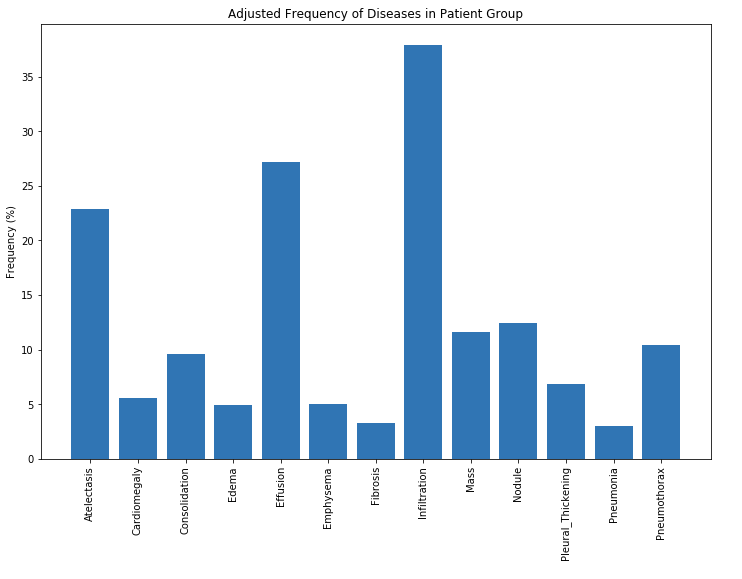 Adjusted Frequency of Diseases in Patient Group
Frequency (%)
35
30
25
20
15
10
5
0
Atelectasis
Cardiomegaly
Consolidation
Edema
Effusion
Emphysema
Fibrosis
Infiltration
Mass
Nodule
Pleural_Thickening
Pneumonia
Pneumothorax